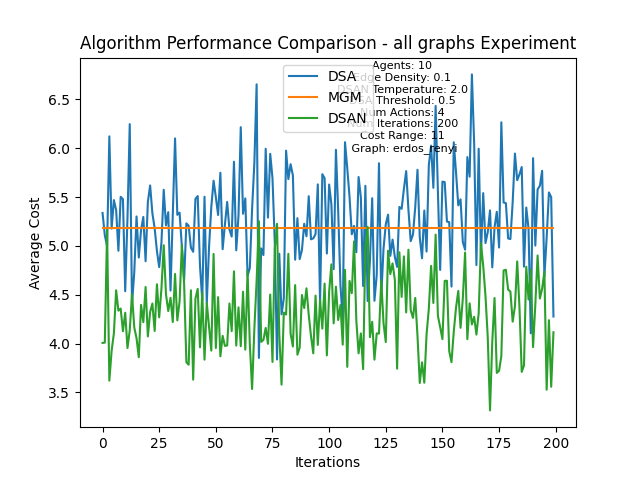 Algorithm Performance Comparison - all graphs Experiment
Agents: 10
Edge Density: 0.1
DSAN Temperature: 2.0
DSA Threshold: 0.5
Num Actions: 4
Num Iterations: 200
Cost Range: 11
Graph: erdos_renyi
DSA
MGM
DSAN
6.5
6.0
5.5
5.0
4.5
4.0
3.5
Average Cost
0 25 50 75 100 125 150 175 200
Iterations